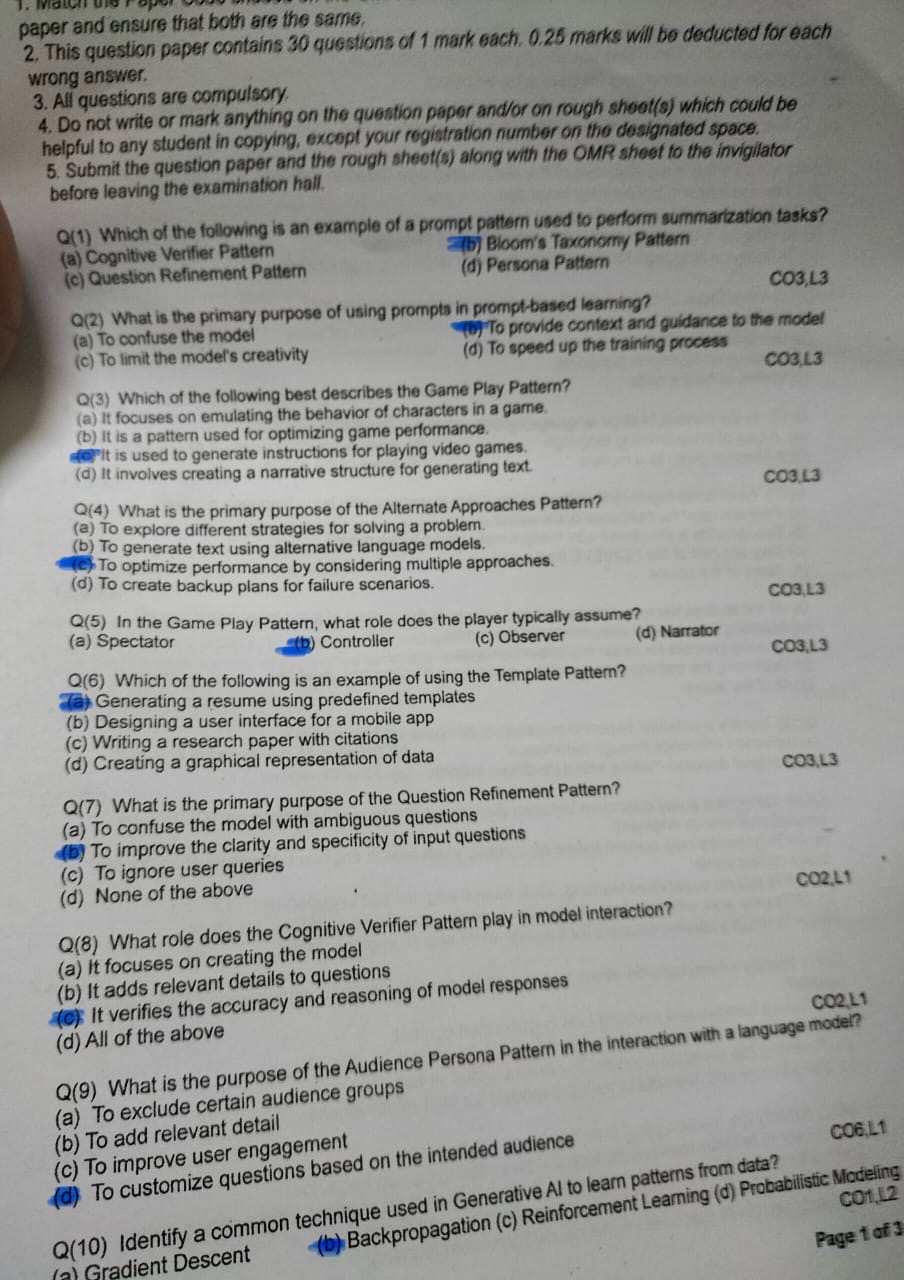 paper and ensure that both are the same.
2. This question paper contains 30 questions of 1 mark each. 0.25 marks will be deducted for each
wrong answer.
3. All questions are compulsory.
4. Do not write or mark anything on the question paper and/or on rough sheet(s) which could be
helpful to any student in copying, except your registration number on the designated space.
5. Submit the question paper and the rough sheet(s) along with the OMR sheet to the invigilator
before leaving the examination hall.
Q(1) Which of the following is an example of a prompt pattern used to perform summarization tasks?
(a) Cognitive Verifier Pattern (b) Bloom's Taxonomy Pattern
(c) Question Refinement Pattern (d) Persona Pattern
CO3,L3
Q(2) What is the primary purpose of using prompts in prompt-based learning?
(a) To confuse the model (b) To provide context and guidance to the model
(c) To limit the model's creativity (d) To speed up the training process
CO3,L3
Q(3) Which of the following best describes the Game Play Pattern?
(a) It focuses on emulating the behavior of characters in a game.
(b) It is a pattern used for optimizing game performance.
(c) It is used to generate instructions for playing video games.
(d) It involves creating a narrative structure for generating text.
CO3,L3
Q(4) What is the primary purpose of the Alternate Approaches Pattern?
(a) To explore different strategies for solving a problem.
(b) To generate text using alternative language models.
(c) To optimize performance by considering multiple approaches.
(d) To create backup plans for failure scenarios.
CO3,L3
Q(5) In the Game Play Pattern, what role does the player typically assume?
(a) Spectator (b) Controller (c) Observer (d) Narrator
CO3,L3
Q(6) Which of the following is an example of using the Template Pattern?
(a) Generating a resume using predefined templates
(b) Designing a user interface for a mobile app
(c) Writing a research paper with citations
(d) Creating a graphical representation of data
CO3,L3
Q(7) What is the primary purpose of the Question Refinement Pattern?
(a) To confuse the model with ambiguous questions
(b) To improve the clarity and specificity of input questions
(c) To ignore user queries
(d) None of the above
CO2,L1
Q(8) What role does the Cognitive Verifier Pattern play in model interaction?
(a) It focuses on creating the model
(b) It adds relevant details to questions
(c) It verifies the accuracy and reasoning of model responses
(d) All of the above
CO2,L1
Q(9) What is the purpose of the Audience Persona Pattern in the interaction with a language model?
(a) To exclude certain audience groups
(b) To add relevant detail
(c) To improve user engagement
(d) To customize questions based on the intended audience
CO6,L1
Q(10) Identify a common technique used in Generative AI to learn patterns from data?
(a) Gradient Descent (b) Backpropagation (c) Reinforcement Learning (d) Probabilistic Modeling
CO1,L2
Page 1 of 3